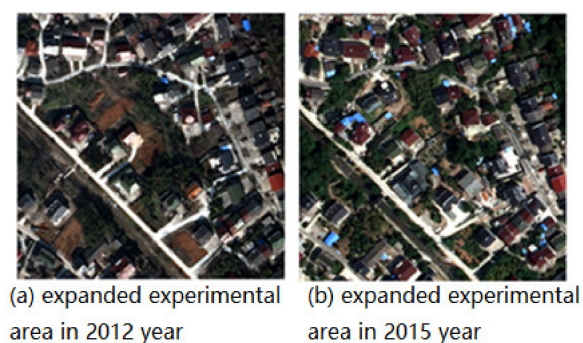 (a) expanded experimental
area in 2012 year
(b) expanded experimental
area in 2015 year